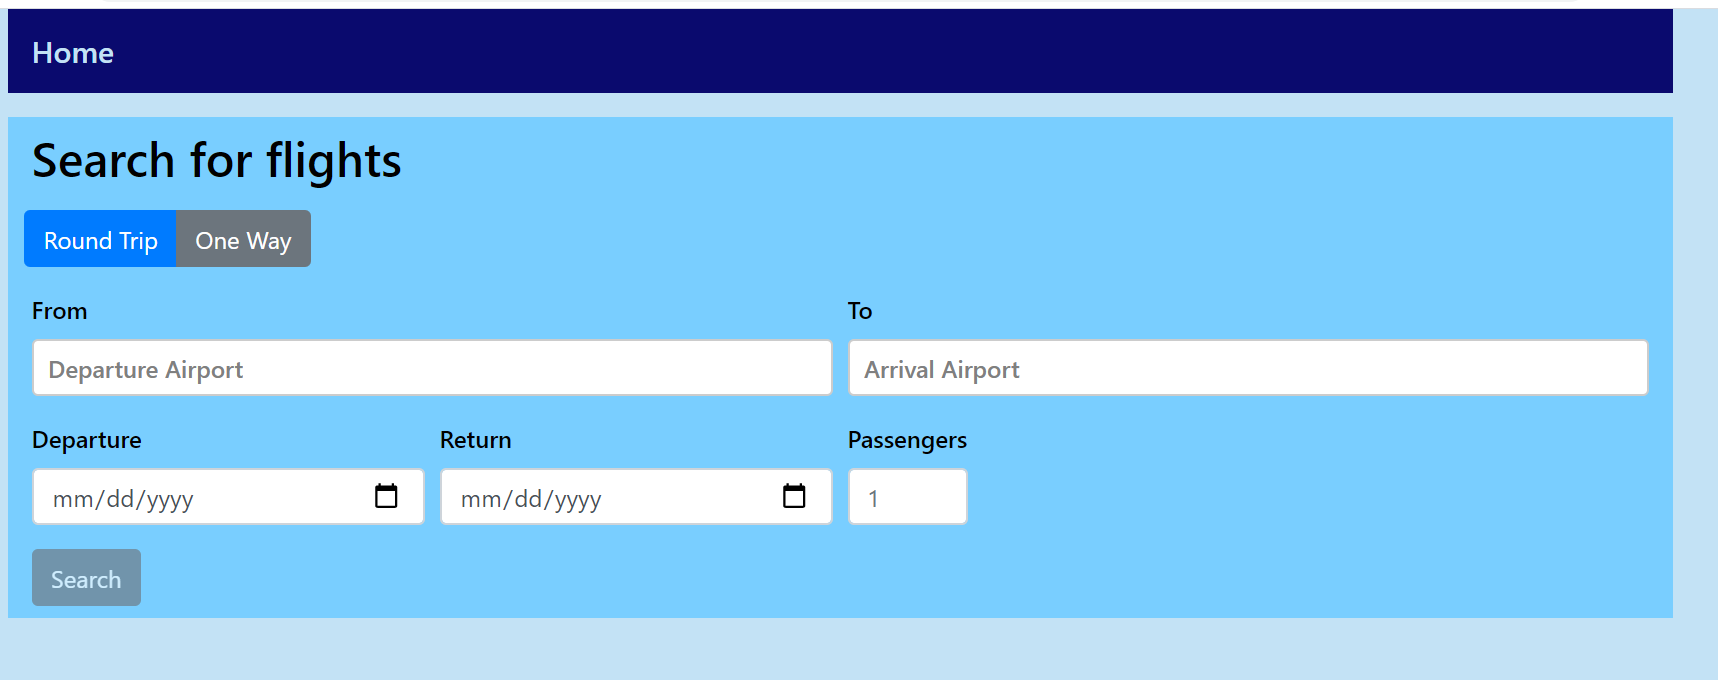 Home
Search for flights
Round Trip One Way
From To
Departure Airport Arrival Airport
Departure Return Passengers
mm/dd/yyyy mm/dd/yyyy 1
Search